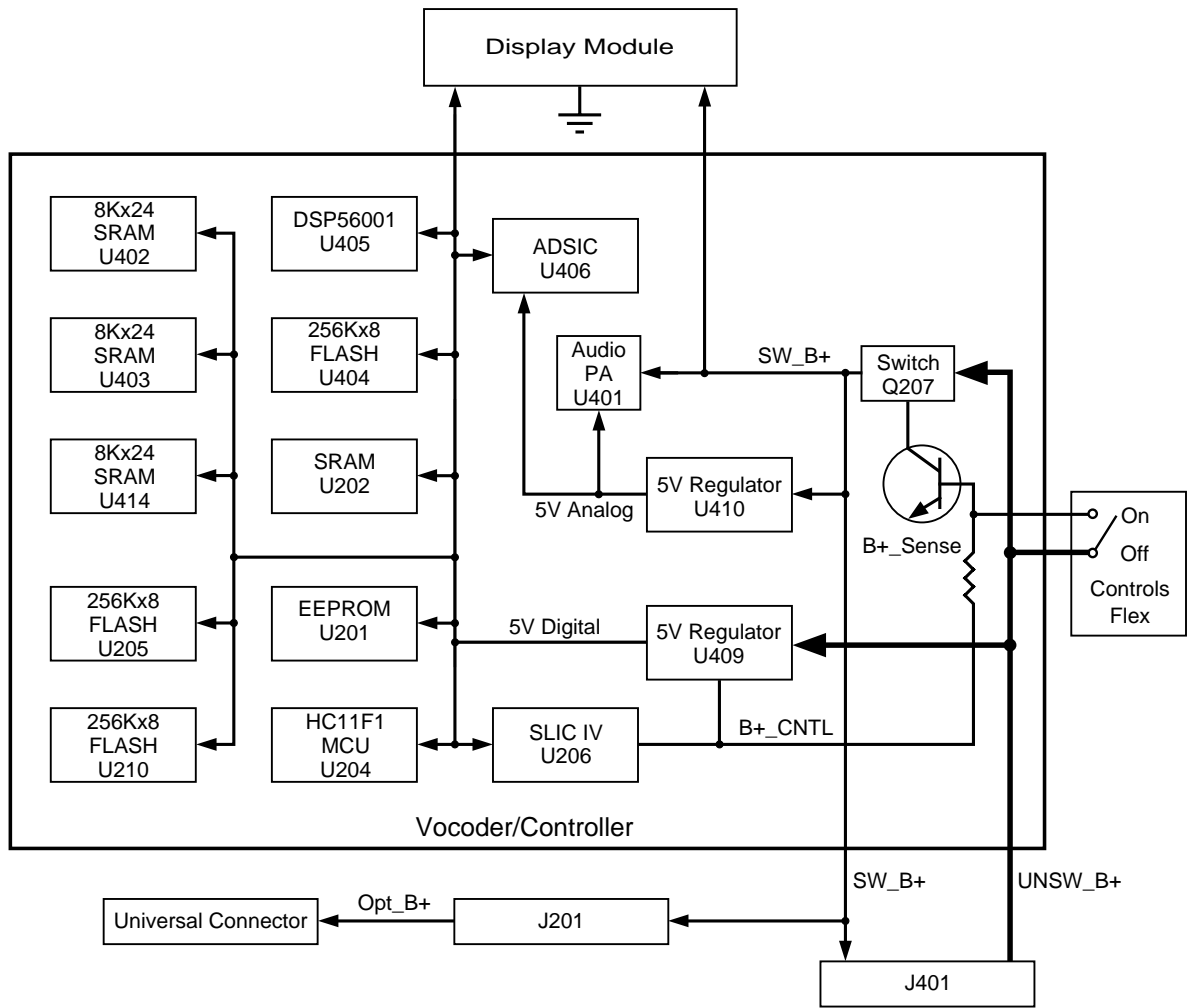 Display Module
8Kx24
SRAM
U402
DSP56001
U405
ADSIC
U406
8Kx24
SRAM
U403
256Kx8
FLASH
U404
Audio
PA
U401
SW_B+
Switch
Q207
8Kx24
SRAM
U414
SRAM
U202
5V Analog
5V Regulator
U410
B+_Sense
On
Off
Controls
Flex
256Kx8
FLASH
U205
EEPROM
U201
5V Digital
5V Regulator
U409
256Kx8
FLASH
U210
HC11F1
MCU
U204
SLIC IV
U206
B+_CNTL
Vocoder/Controller
SW_B+
UNSW_B+
Universal Connector
Opt_B+
J201
J401